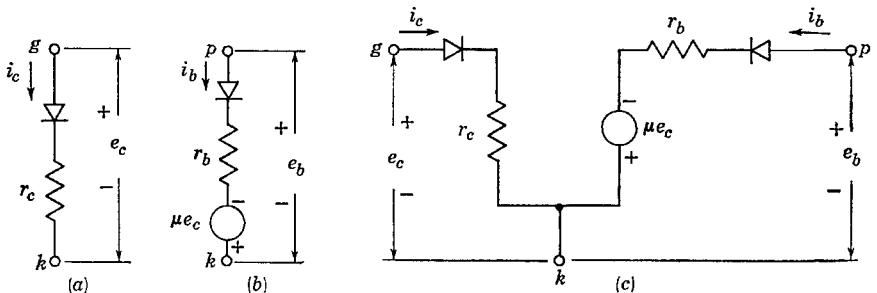 g
i_c
+
e_c
−
r_c
k
(a)
p
i_b
+
r_b
e_b
−
−
μe_c
+
k
(b)
i_c
r_b
i_b
g
p
+
e_c
−
r_c
−
μe_c
+
+
e_b
−
k
(c)